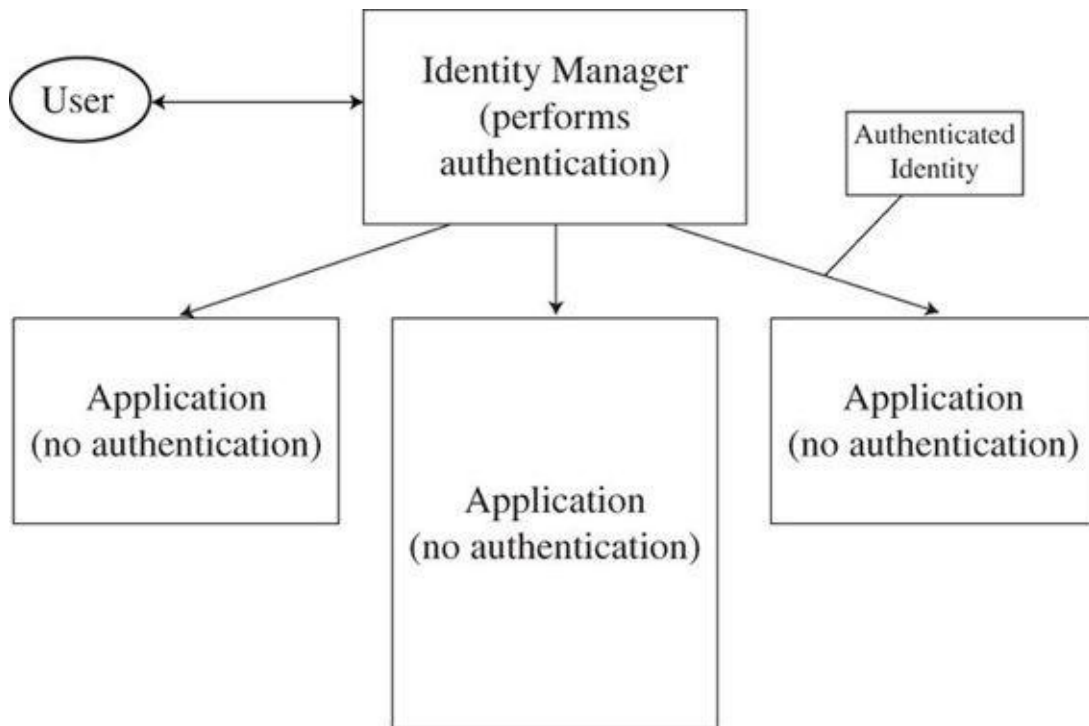 User
Identity Manager
(performs
authentication)
Authenticated
Identity
Application
(no authentication)
Application
(no authentication)
Application
(no authentication)